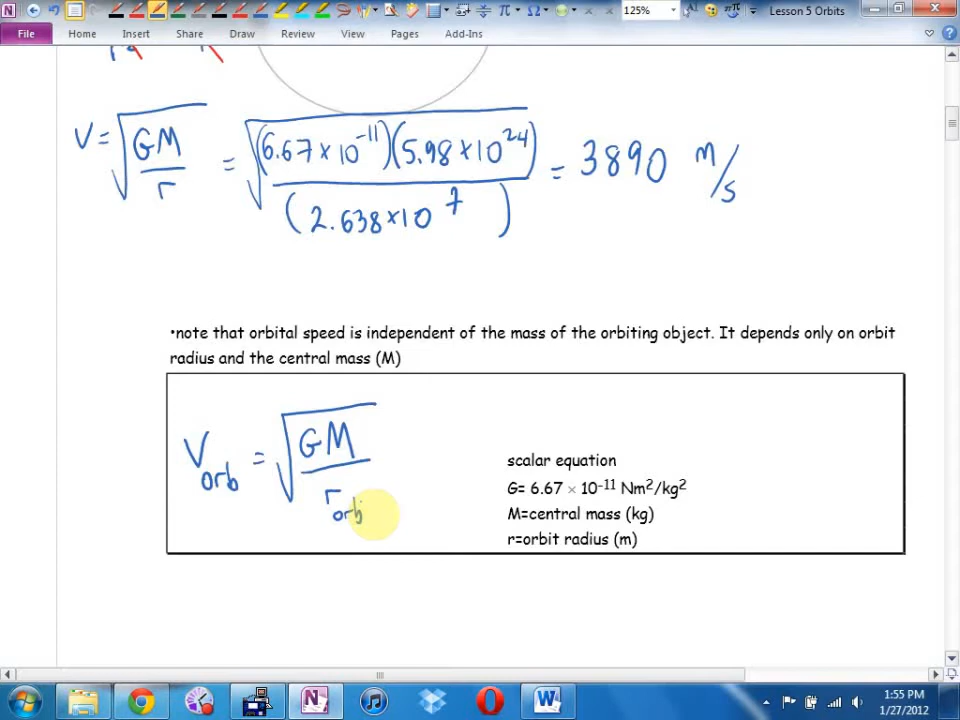 125% Lesson 5 Orbits
File Home Insert Share Draw Review View Pages Add-Ins
V = √GM/r = √(6.67 × 10⁻¹¹)(5.98 × 10²⁴)/(2.638 × 10⁷) = 3890 m/s
•note that orbital speed is independent of the mass of the orbiting object. It depends only on orbit
radius and the central mass (M)
Vorb = √GM/rorb
scalar equation
G= 6.67 × 10⁻¹¹ Nm²/kg²
M=central mass (kg)
r=orbit radius (m)
1:55 PM
1/27/2012